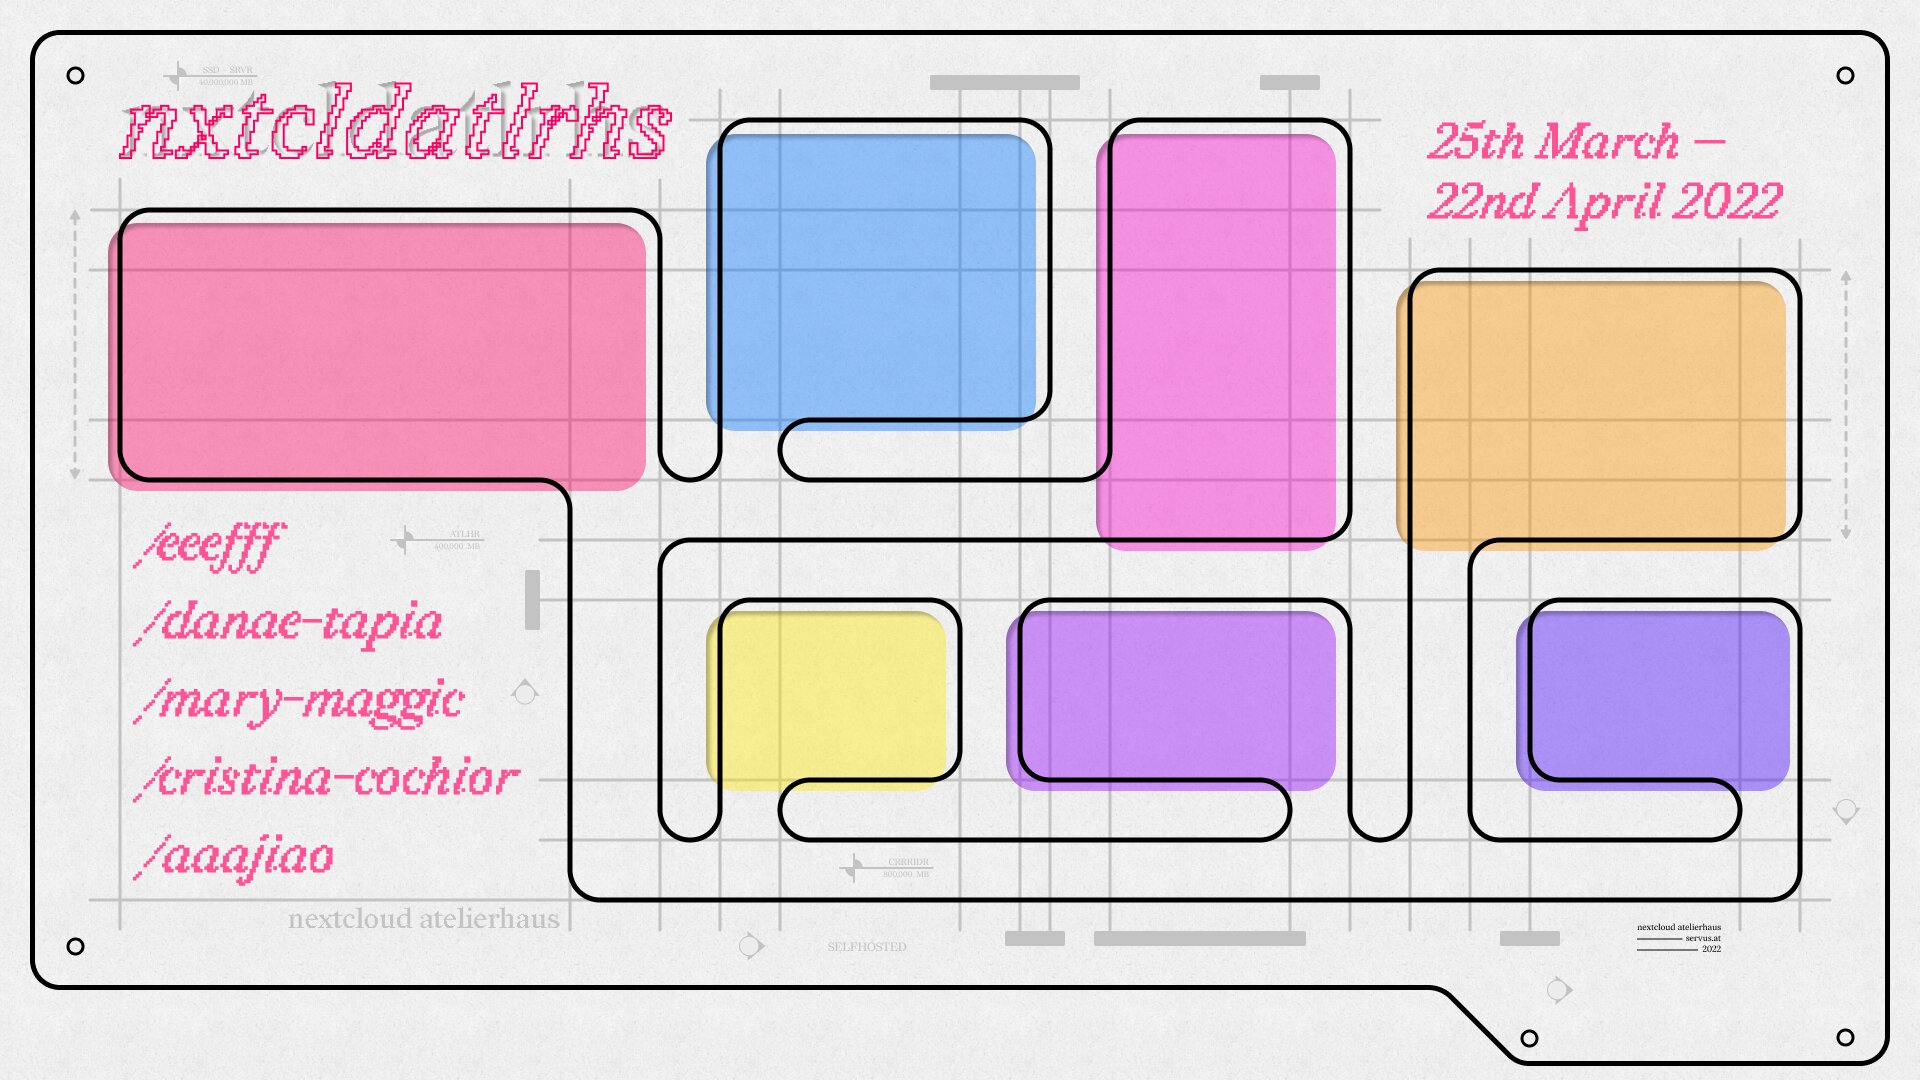 SSD - SRVR
40,000,000 MB
nxtcldatlrhs
25th March –
22nd April 2022
/eeefff
ATLHR
400,000 MB
/danae-tapia
/mary-maggic
/cristina-cochior
/aaajiao
CRRRIDR
800,000 MB
nextcloud atelierhaus
SELFHOSTED
nextcloud atelierhaus
servus.at
2022